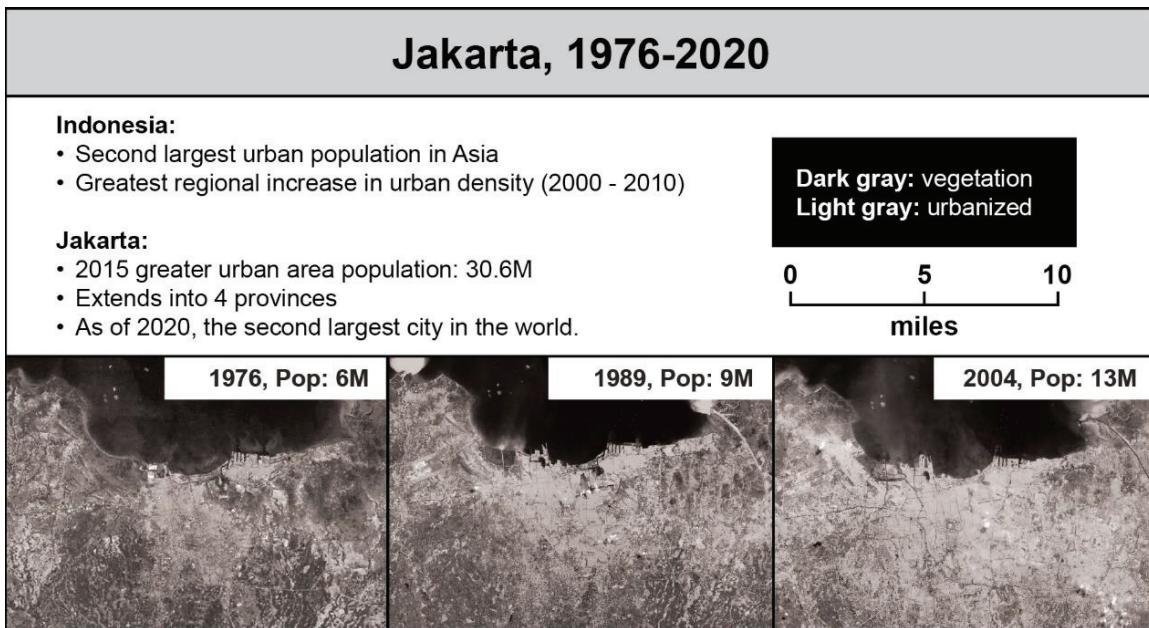 Jakarta, 1976-2020
Indonesia:
• Second largest urban population in Asia
• Greatest regional increase in urban density (2000 - 2010)
Jakarta:
• 2015 greater urban area population: 30.6M
• Extends into 4 provinces
• As of 2020, the second largest city in the world.
Dark gray: vegetation
Light gray: urbanized
0 5 10
miles
1976, Pop: 6M
1989, Pop: 9M
2004, Pop: 13M